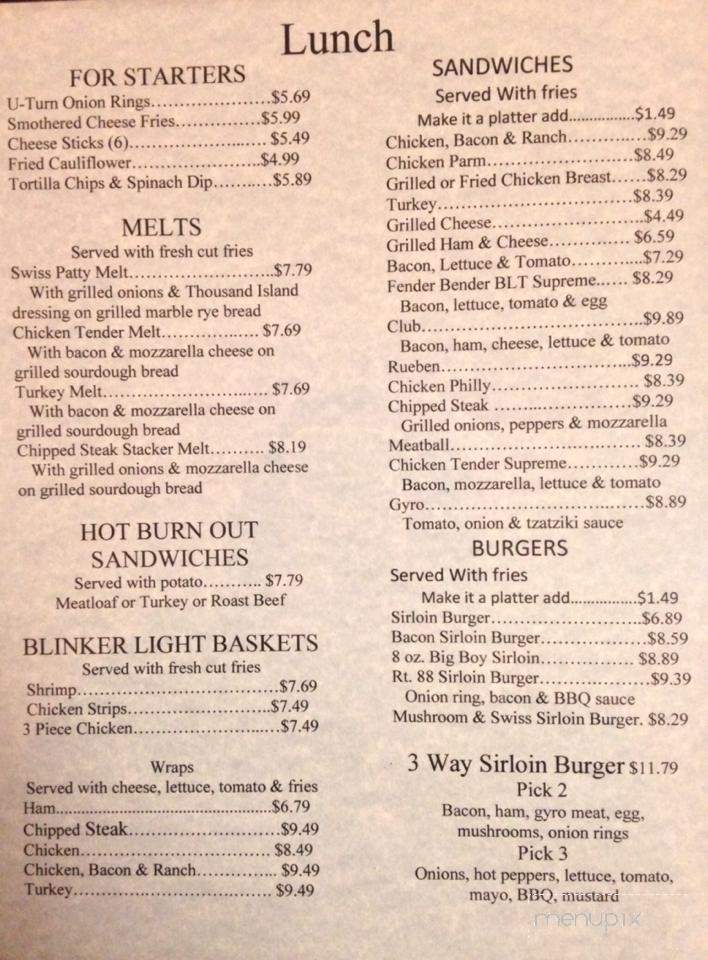 Lunch
FOR STARTERS
U-Turn Onion Rings.....................$5.69
Smothered Cheese Fries...............$5.99
Cheese Sticks (6)......................... $5.49
Fried Cauliflower.......................$4.99
Tortilla Chips & Spinach Dip...........$5.89
MELTS
Served with fresh cut fries
Swiss Patty Melt..........................$7.79
With grilled onions & Thousand Island
dressing on grilled marble rye bread
Chicken Tender Melt................... $7.69
With bacon & mozzarella cheese on
grilled sourdough bread
Turkey Melt............................. $7.69
With bacon & mozzarella cheese on
grilled sourdough bread
Chipped Steak Stacker Melt.......... $8.19
With grilled onions & mozzarella cheese
on grilled sourdough bread
HOT BURN OUT
SANDWICHES
Served with potato........... $7.79
Meatloaf or Turkey or Roast Beef
BLINKER LIGHT BASKETS
Served with fresh cut fries
Shrimp....................................$7.69
Chicken Strips..........................$7.49
3 Piece Chicken..........................$7.49
Wraps
Served with cheese, lettuce, tomato & fries
Ham.......................................................$6.79
Chipped Steak...........................$9.49
Chicken................................... $8.49
Chicken, Bacon & Ranch.............. $9.49
Turkey................................... $9.49
SANDWICHES
Served With fries
Make it a platter add................$1.49
Chicken, Bacon & Ranch...............$9.29
Chicken Parm...........................$8.49
Grilled or Fried Chicken Breast......$8.29
Turkey...................................$8.39
Grilled Cheese...........................$4.49
Grilled Ham & Cheese.............. $6.59
Bacon, Lettuce & Tomato.............$7.29
Fender Bender BLT Supreme...... $8.29
Bacon, lettuce, tomato & egg
Club.......................................$9.89
Bacon, ham, cheese, lettuce & tomato
Rueben...................................$9.29
Chicken Philly........................... $8.39
Chipped Steak .........................$9.29
Grilled onions, peppers & mozzarella
Meatball.................................. $8.39
Chicken Tender Supreme.............$9.29
Bacon, mozzarella, lettuce & tomato
Gyro.......................................$8.89
Tomato, onion & tzatziki sauce
BURGERS
Served With fries
Make it a platter add.................$1.49
Sirloin Burger...........................$6.89
Bacon Sirloin Burger...................$8.59
8 oz. Big Boy Sirloin................. $8.89
Rt. 88 Sirloin Burger....................$9.39
Onion ring, bacon & BBQ sauce
Mushroom & Swiss Sirloin Burger. $8.29
3 Way Sirloin Burger $11.79
Pick 2
Bacon, ham, gyro meat, egg,
mushrooms, onion rings
Pick 3
Onions, hot peppers, lettuce, tomato,
mayo, BBQ, mustard
menupix